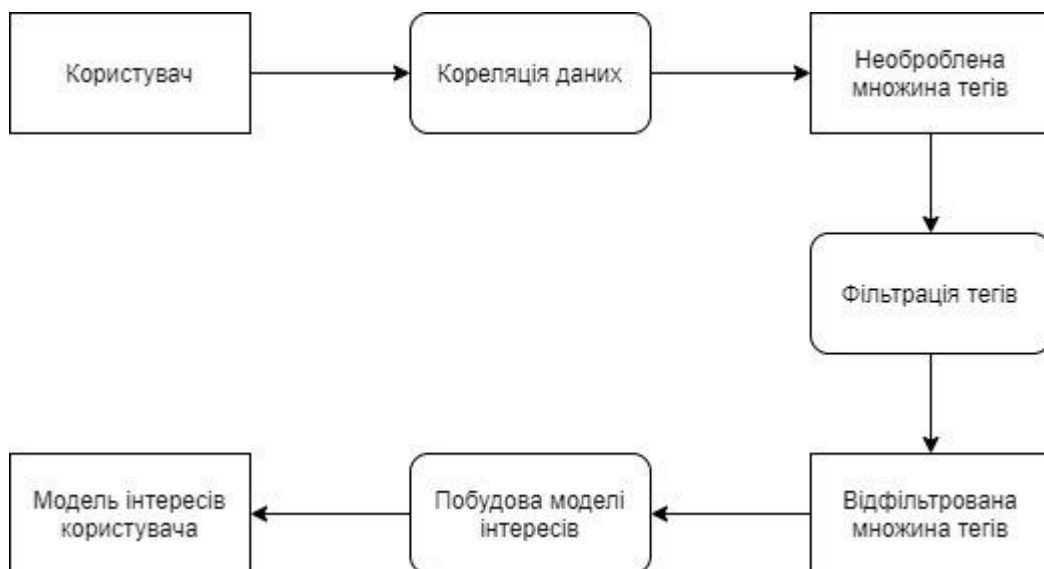 Користувач
Кореляція даних
Необроблена
множина тегів
Фільтрація тегів
Модель інтересів
користувача
Побудова моделі
інтересів
Відфільтрована
множина тегів